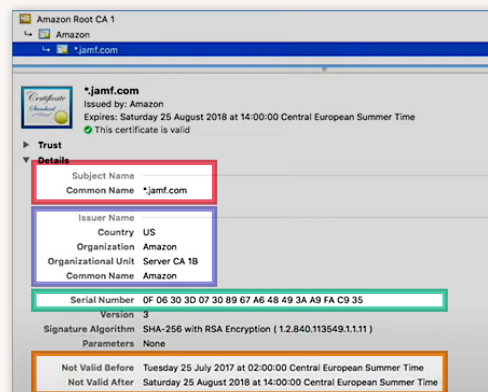 Amazon Root CA 1
Amazon
*.jamf.com
Certificate
Standard
*.jamf.com
Issued by: Amazon
Expires: Saturday 25 August 2018 at 14:00:00 Central European Summer Time
This certificate is valid
Trust
Details
Subject Name
Common Name *.jamf.com
Issuer Name
Country US
Organization Amazon
Organizational Unit Server CA 1B
Common Name Amazon
Serial Number 0F 06 30 3D 07 30 89 67 A6 48 49 3A A9 FA C9 35
Version 3
Signature Algorithm SHA-256 with RSA Encryption ( 1.2.840.113549.1.1.11 )
Parameters None
Not Valid Before Tuesday 25 July 2017 at 02:00:00 Central European Summer Time
Not Valid After Saturday 25 August 2018 at 14:00:00 Central European Summer Time